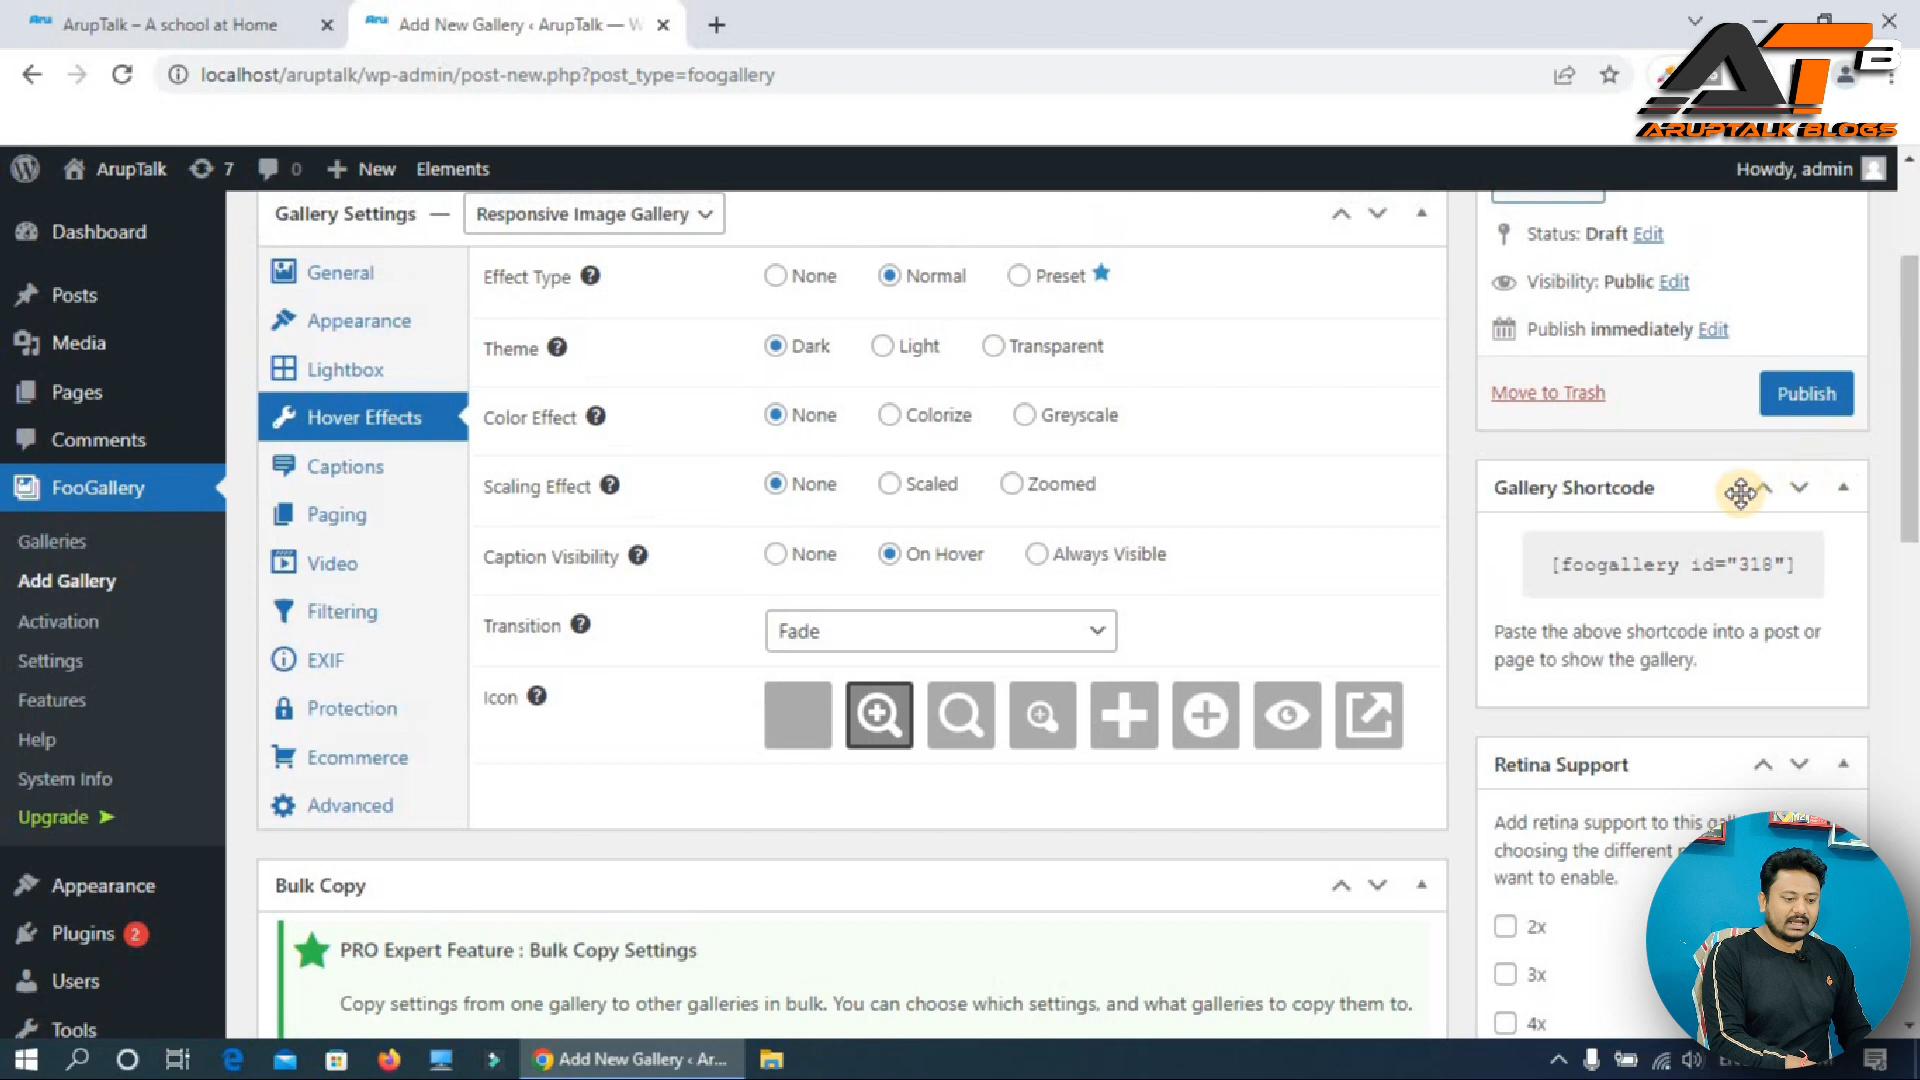 ArupTalk – A school at Home
Add New Gallery ‹ ArupTalk — W
localhost/aruptalk/wp-admin/post-new.php?post_type=foogallery
ATB
ARUPTALK BLOGS
ArupTalk 7 0 New Elements Howdy, admin
Dashboard
Posts
Media
Pages
Comments
FooGallery
Galleries
Add Gallery
Activation
Settings
Features
Help
System Info
Upgrade ➤
Appearance
Plugins 2
Users
Tools
Gallery Settings — Responsive Image Gallery
General
Appearance
Lightbox
Hover Effects
Captions
Paging
Video
Filtering
EXIF
Protection
Ecommerce
Advanced
Effect Type None Normal Preset
Theme Dark Light Transparent
Color Effect None Colorize Greyscale
Scaling Effect None Scaled Zoomed
Caption Visibility None On Hover Always Visible
Transition Fade
Icon
Bulk Copy
PRO Expert Feature : Bulk Copy Settings
Copy settings from one gallery to other galleries in bulk. You can choose which settings, and what galleries to copy them to.
Status: Draft Edit
Visibility: Public Edit
Publish immediately Edit
Move to Trash Publish
Gallery Shortcode
[foogallery id="318"]
Paste the above shortcode into a post or
page to show the gallery.
Retina Support
Add retina support to this
choosing the different
want to enable.
2x
3x
4x
Add New Gallery ‹ Ar...